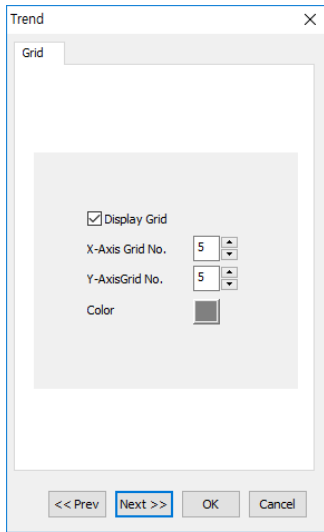 Trend
Grid
Display Grid
X-Axis Grid No. 5
Y-AxisGrid No. 5
Color
<< Prev Next >> OK Cancel